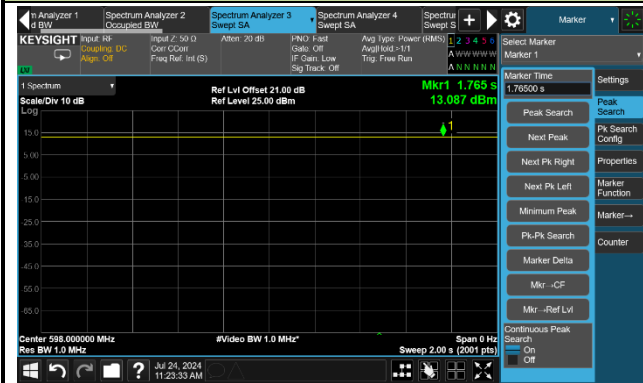 n Analyzer 1
d BW
Spectrum Analyzer 2
Occupied BW
Spectrum Analyzer 3
Swept SA
Spectrum Analyzer 4
Swept SA
Spectrur
Swept S
Marker
KEYSIGHT
Input: RF
Coupling: DC
Align: Off
Input Z: 50 Ω
Corr CCorr
Freq Ref: Int (S)
Atten: 20 dB
PNO: Fast
Gate: Off
IF Gain: Low
Sig Track: Off
Avg Type: Power (RMS)
Avg|Hold:>1/1
Trig: Free Run
1 2 3 4 5 6
A W W W W W
A N N N N N
Select Marker
Marker 1
1 Spectrum
Scale/Div 10 dB
Log
Ref Lvl Offset 21.00 dB
Ref Level 25.00 dBm
Mkr1 1.765 s
13.087 dBm
1
15.0
5.00
-5.00
-15.0
-25.0
-35.0
-45.0
-55.0
-65.0
Center 598.000000 MHz
Res BW 1.0 MHz
#Video BW 1.0 MHz*
Span 0 Hz
Sweep 2.00 s (2001 pts)
Marker Time
1.76500 s
Peak Search
Next Peak
Next Pk Right
Next Pk Left
Minimum Peak
Pk-Pk Search
Marker Delta
Mkr→CF
Mkr→Ref Lvl
Continuous Peak
Search
On
Off
Settings
Peak
Search
Pk Search
Config
Properties
Marker
Function
Marker→
Counter
Jul 24, 2024
11:23:33 AM